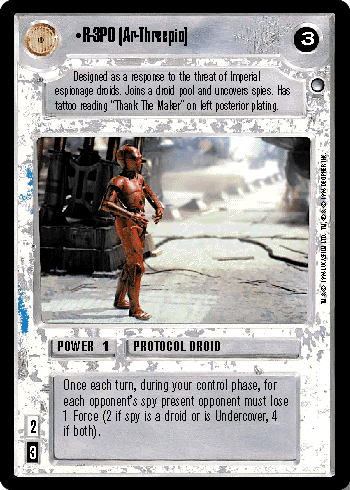 •R-3PO (Ar-Threepio)
3
Designed as a response to the threat of Imperial
espionage droids. Joins a droid pool and uncovers spies. Has
tattoo reading "Thank The Maker" on left posterior plating.
POWER 1 PROTOCOL DROID
Once each turn, during your control phase, for
each opponent's spy present opponent must lose
1 Force (2 if spy is a droid or is Undercover, 4
if both).
2
3